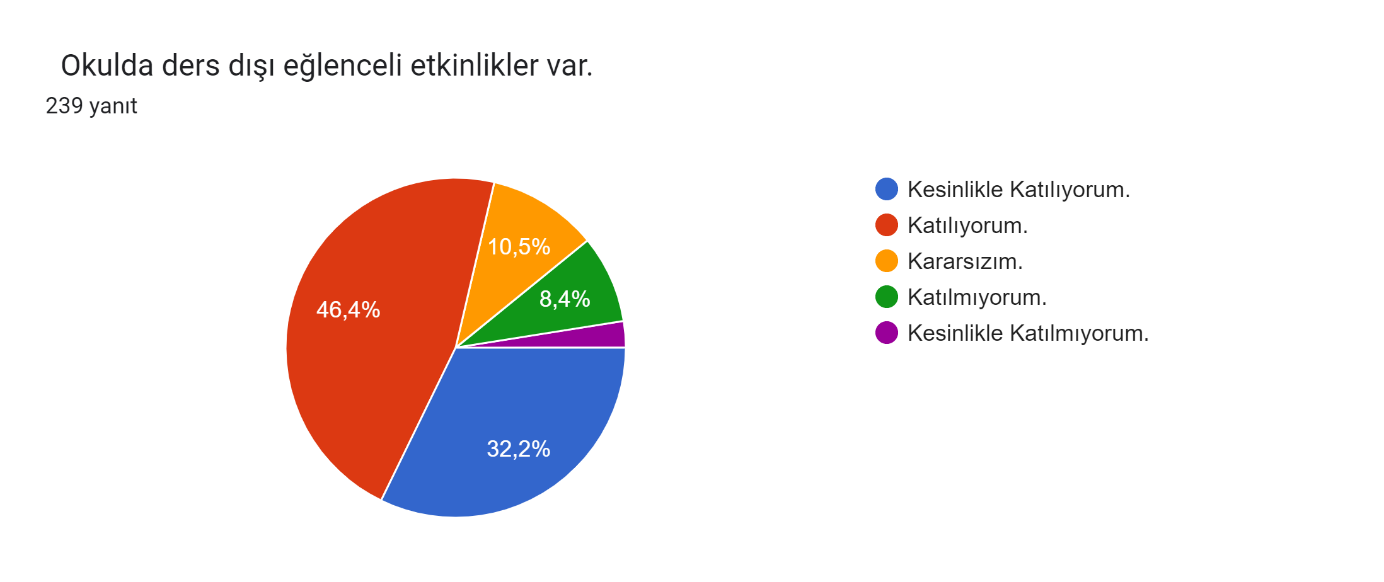 Okulda ders dışı eğlenceli etkinlikler var.
239 yanıt
10,5%
8,4%
46,4%
32,2%
Kesinlikle Katılıyorum.
Katılıyorum.
Kararsızım.
Katılmıyorum.
Kesinlikle Katılmıyorum.